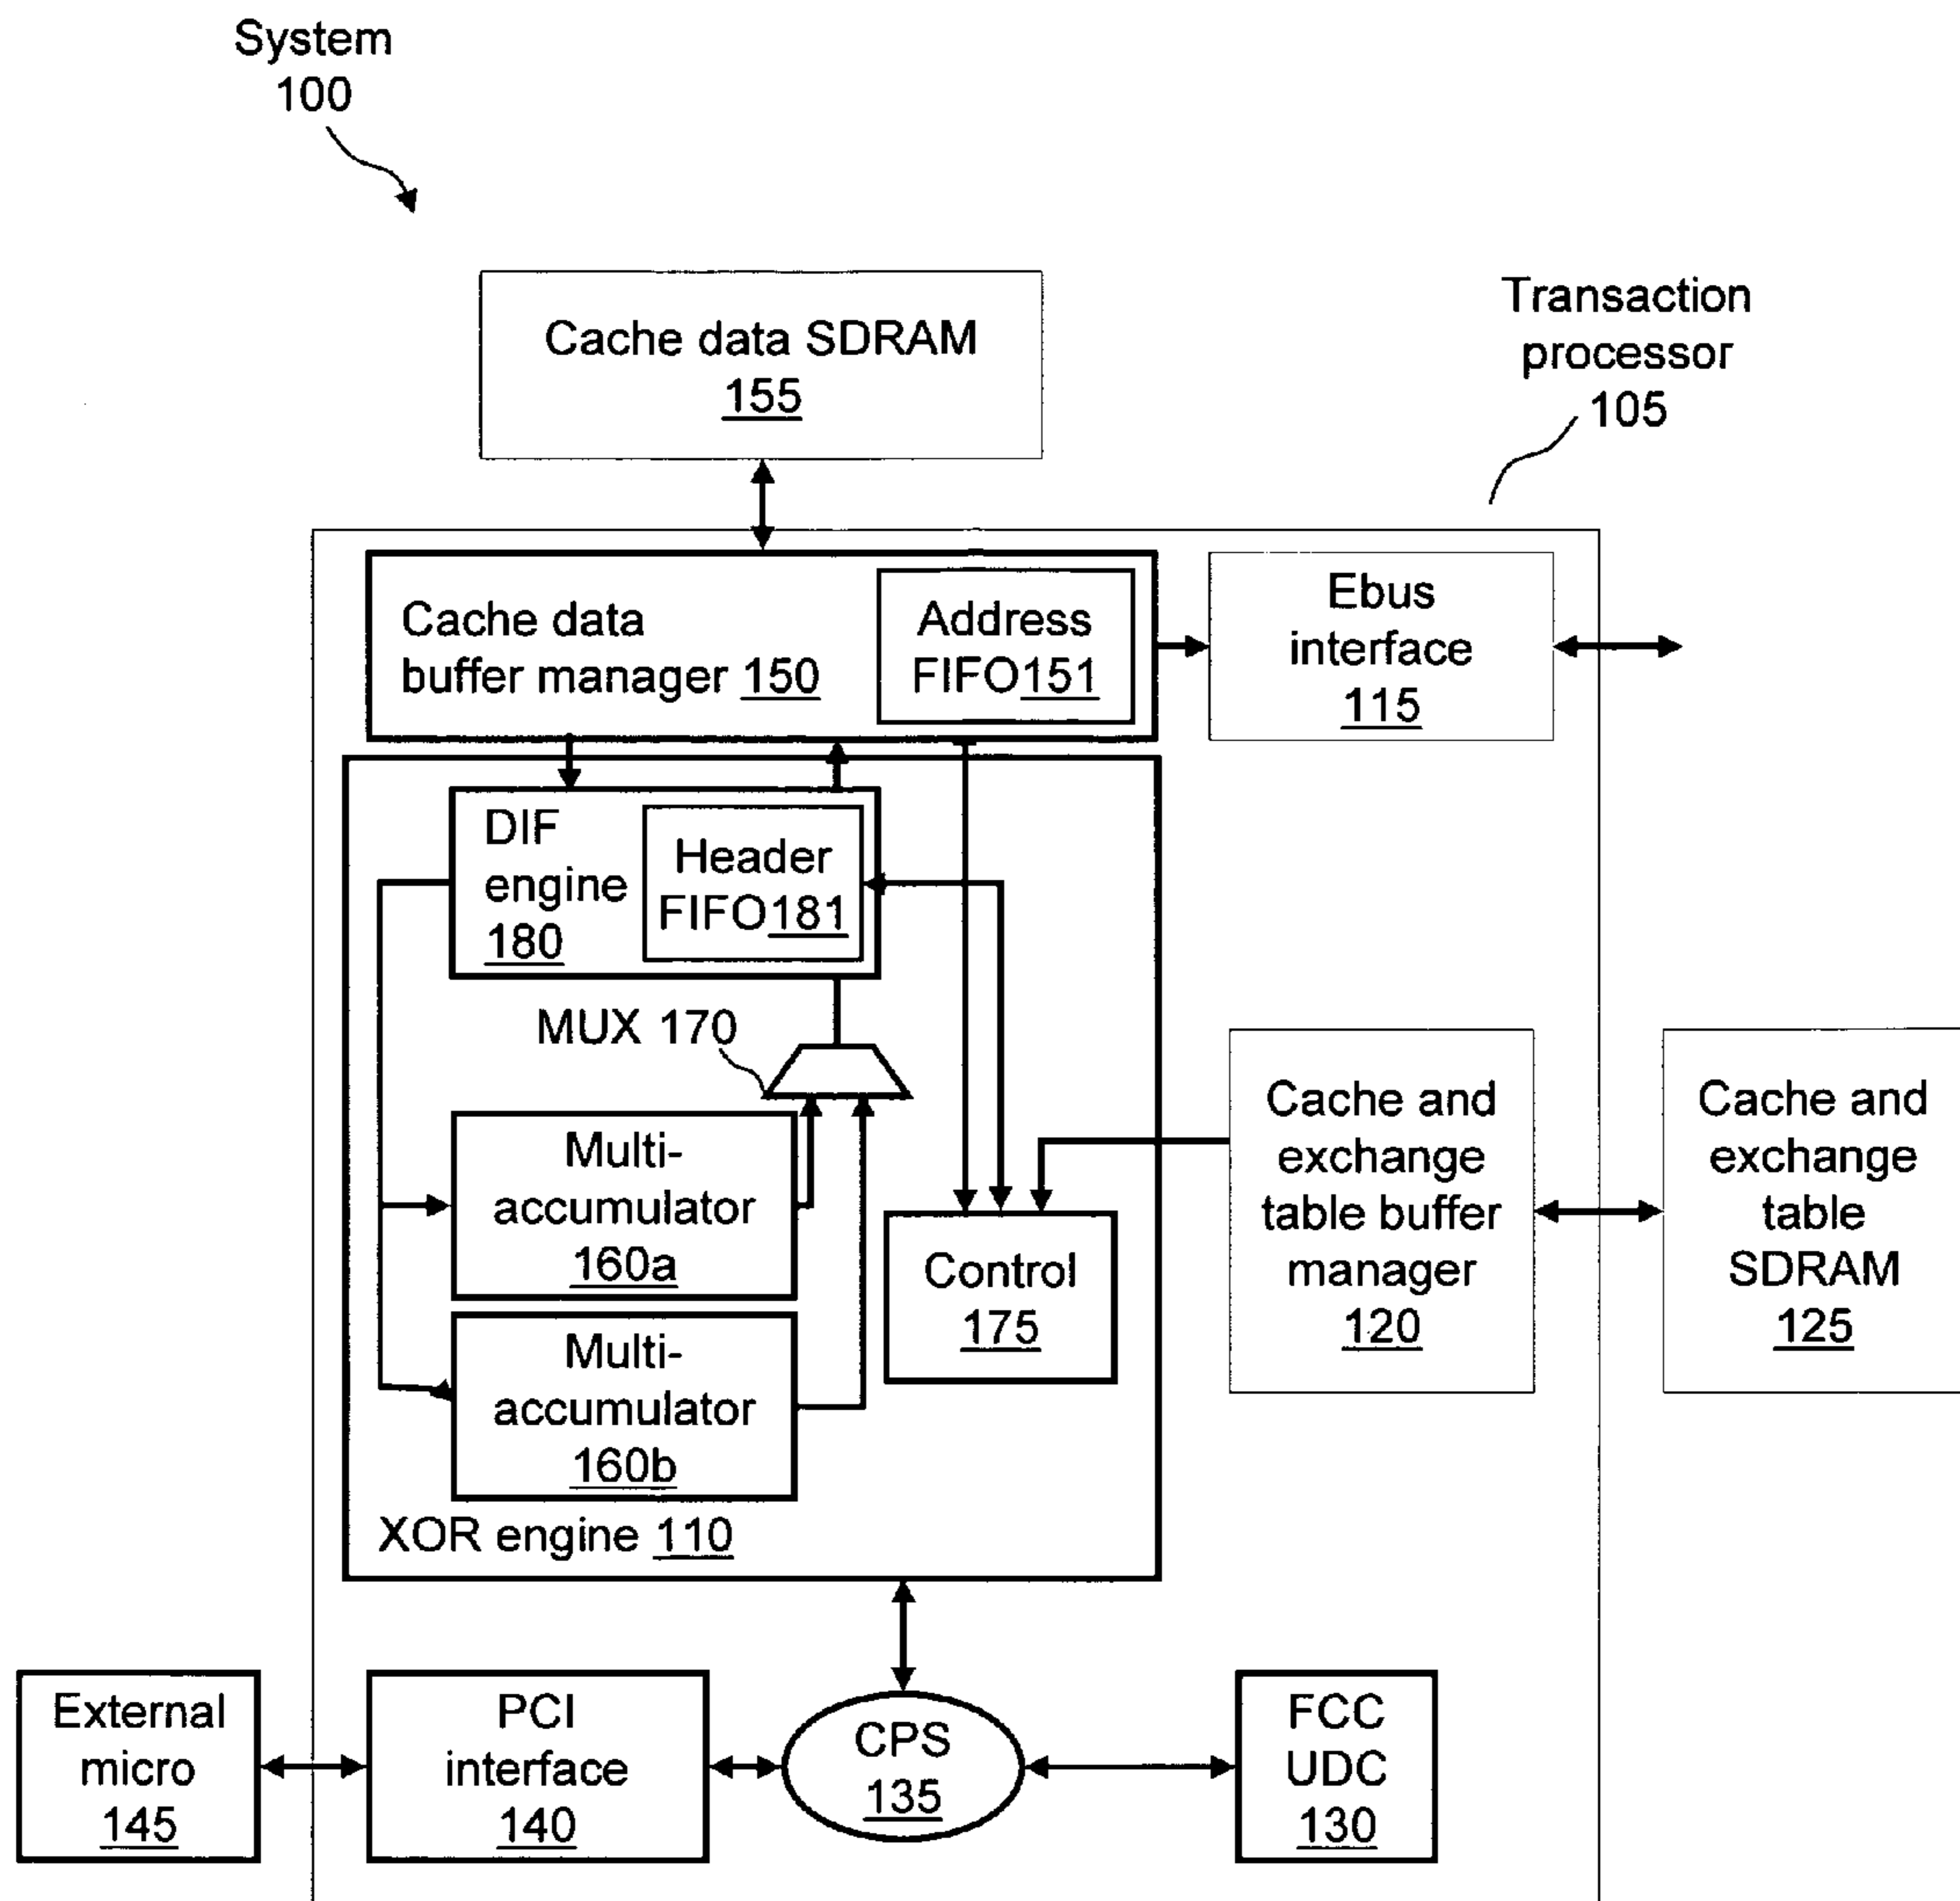 System
100
Transaction
processor
105
Cache data SDRAM
155
Cache data
buffer manager 150
Address
FIFO151
Ebus
interface
115
DIF
engine
180
Header
FIFO181
MUX 170
Multi-
accumulator
160a
Multi-
accumulator
160b
Control
175
Cache and
exchange
table buffer
manager
120
Cache and
exchange
table
SDRAM
125
XOR engine 110
External
micro
145
PCI
interface
140
CPS
135
FCC
UDC
130